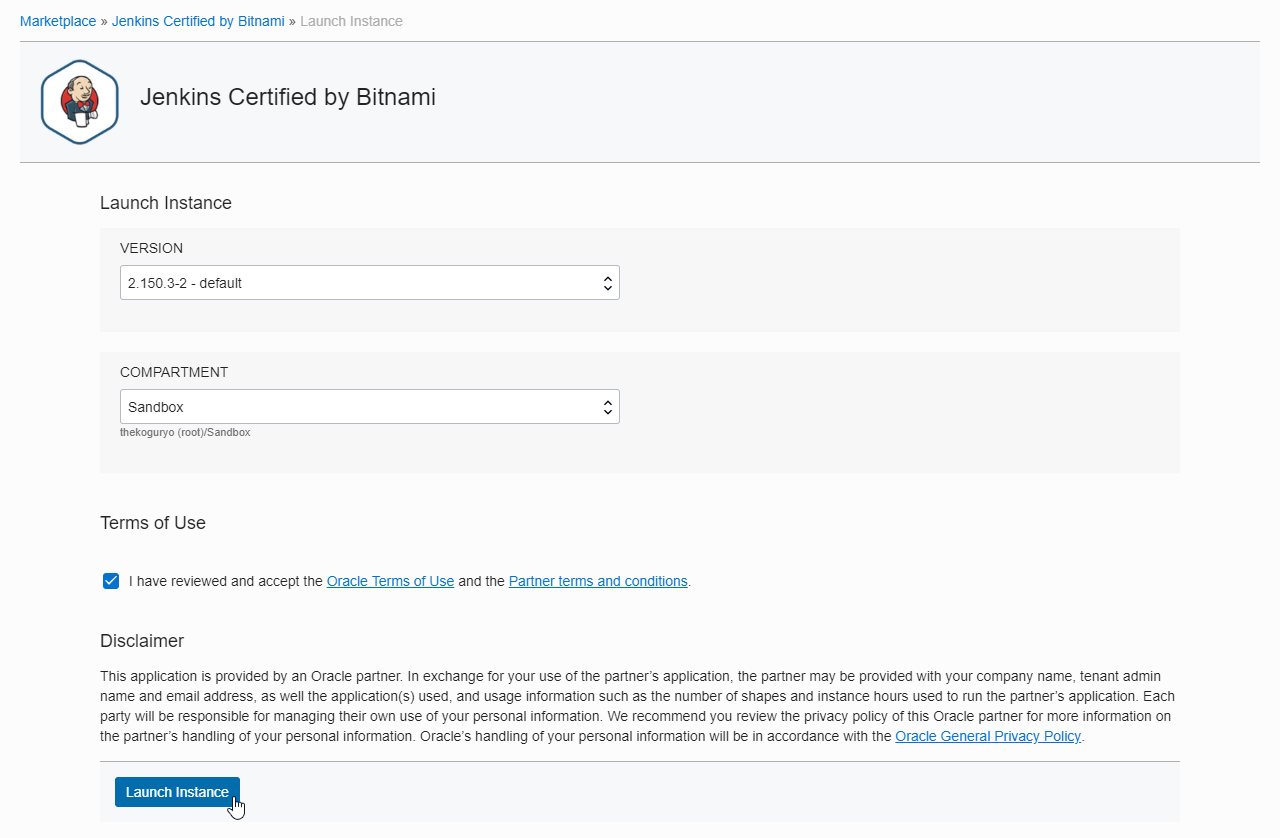 Marketplace » Jenkins Certified by Bitnami » Launch Instance
Jenkins Certified by Bitnami
Launch Instance
VERSION
2.150.3-2 - default
COMPARTMENT
Sandbox
thekoguryo (root)/Sandbox
Terms of Use
I have reviewed and accept the Oracle Terms of Use and the Partner terms and conditions.
Disclaimer
This application is provided by an Oracle partner. In exchange for your use of the partner’s application, the partner may be provided with your company name, tenant admin
name and email address, as well the application(s) used, and usage information such as the number of shapes and instance hours used to run the partner’s application. Each
party will be responsible for managing their own use of your personal information. We recommend you review the privacy policy of this Oracle partner for more information on
the partner’s handling of your personal information. Oracle’s handling of your personal information will be in accordance with the Oracle General Privacy Policy.
Launch Instance